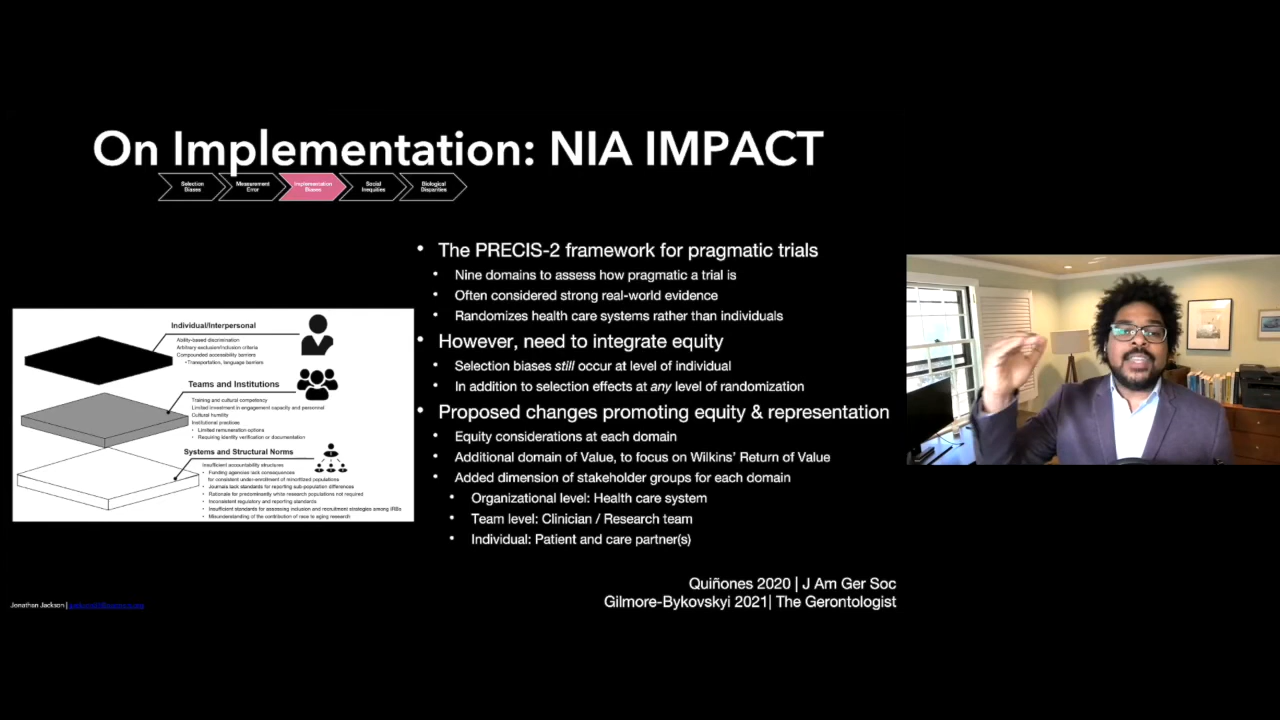 On Implementation: NIA IMPACT
Selection Biases
Measurement Error
Implementation Biases
Social Inequities
Biological Disparities
Individual/Interpersonal
Ability-based discrimination
Arbitrary exclusion/inclusion criteria
Compounded accessibility barriers
• Transportation, language barriers
Teams and Institutions
Training and cultural competency
Limited investment in engagement capacity and personnel
Cultural humility
Institutional practices
• Limited remuneration options
• Requiring identity verification or documentation
Systems and Structural Norms
Insufficient accountability structures
• Funding agencies lack consequences
for consistent under-enrollment of minoritized populations
• Journals lack standards for reporting sub-population differences
• Rationale for predominently white research populations not required
• Inconsistent regulatory and reporting standards
• Insufficient standards for assessing inclusion and recruitment strategies among IRBs
• Misunderstanding of the contribution of race to aging research
• The PRECIS-2 framework for pragmatic trials
• Nine domains to assess how pragmatic a trial is
• Often considered strong real-world evidence
• Randomizes health care systems rather than individuals
• However, need to integrate equity
• Selection biases still occur at level of individual
• In addition to selection effects at any level of randomization
• Proposed changes promoting equity & representation
• Equity considerations at each domain
• Additional domain of Value, to focus on Wilkins' Return of Value
• Added dimension of stakeholder groups for each domain
• Organizational level: Health care system
• Team level: Clinician / Research team
• Individual: Patient and care partner(s)
Quiñones 2020 | J Am Ger Soc
Gilmore-Bykovskyi 2021| The Gerontologist
Jonathan Jackson |